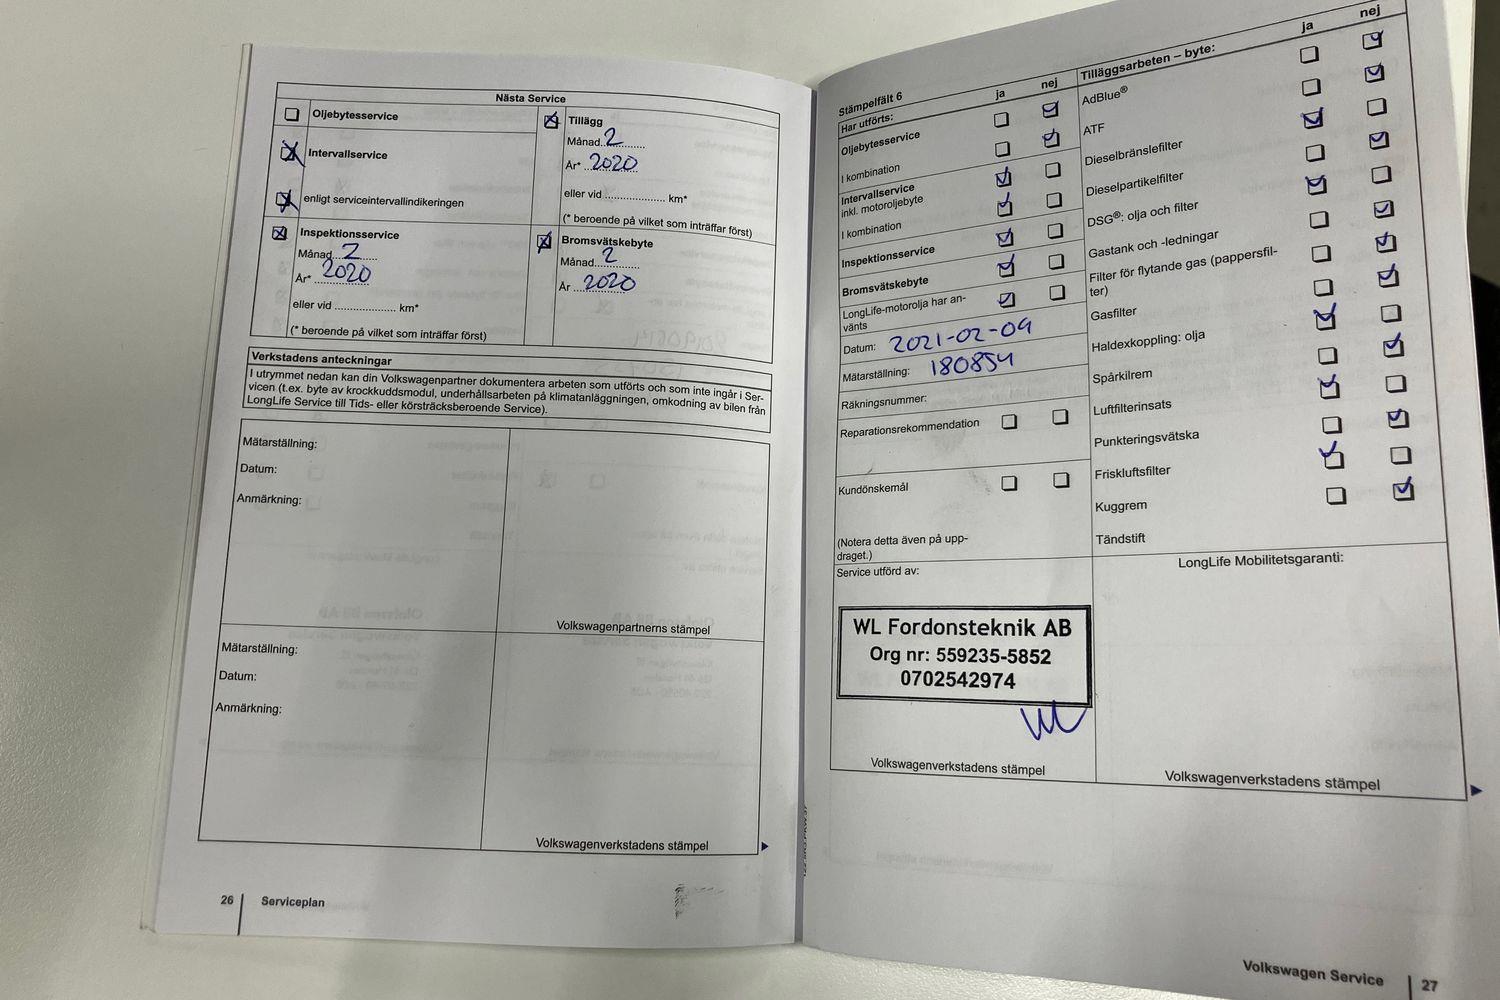 Nästa Service
Oljebytesservice
Intervallservice
enligt serviceintervallindikeringen
Tillägg
Månad 2
År* 2020
eller vid .................... km*
(* beroende på vilket som inträffar först)
Inspektionsservice
Månad 2
År* 2020
eller vid .................... km*
(* beroende på vilket som inträffar först)
Bromsvätskebyte
Månad 2
År 2020
Verkstadens anteckningar
I utrymmet nedan kan din Volkswagenpartner dokumentera arbeten som utförts och som inte ingår i Ser-
vicen (t.ex. byte av krockkuddsmodul, underhållsarbeten på klimatanläggningen, omkodning av bilen från
LongLife Service till Tids- eller körsträcksberoende Service).
Mätarställning:
Datum:
Anmärkning:
Volkswagenpartnerns stämpel
Mätarställning:
Datum:
Anmärkning:
Volkswagenverkstadens stämpel
26 Serviceplan
Stämpelfält 6
Har utförts:
ja nej
Oljebytesservice
I kombination
Intervallservice
inkl. motoroljebyte
I kombination
Inspektionsservice
Bromsvätskebyte
LongLife-motorolja har an-
vänts
Datum: 2021-02-09
Mätarställning: 180854
Räkningsnummer:
Reparationsrekommendation
Kundönskemål
(Notera detta även på upp-
draget.)
Service utförd av:
WL Fordonsteknik AB
Org nr: 559235-5852
0702542974
Volkswagenverkstadens stämpel
Tilläggsarbeten – byte:
ja nej
AdBlue®
ATF
Dieselbränslefilter
Dieselpartikelfilter
DSG®: olja och filter
Gastank och -ledningar
Filter för flytande gas (pappersfil-
ter)
Gasfilter
Haldexkoppling: olja
Spårkilrem
Luftfilterinsats
Punkteringsvätska
Friskluftsfilter
Kuggrem
Tändstift
LongLife Mobilitetsgaranti:
Volkswagenverkstadens stämpel
Volkswagen Service 27